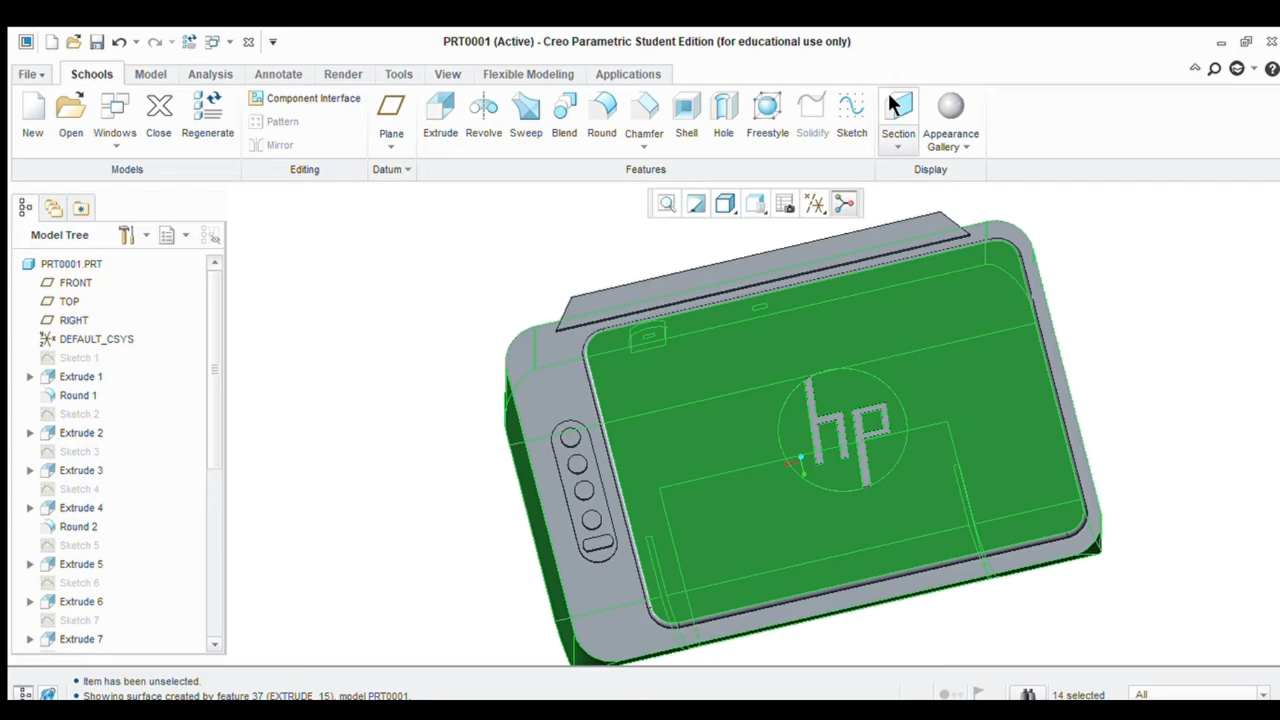 PRT0001 (Active) - Creo Parametric Student Edition (for educational use only)
File Schools Model Analysis Annotate Render Tools View Flexible Modeling Applications
New Open Windows Close Regenerate
Component Interface
Pattern
Mirror
Plane
Extrude Revolve Sweep Blend Round Chamfer Shell Hole Freestyle Solidify Sketch
Section
Appearance
Gallery
Models Editing Datum Features Display
Model Tree
PRT0001.PRT
FRONT
TOP
RIGHT
DEFAULT_CSYS
Sketch 1
Extrude 1
Round 1
Sketch 2
Extrude 2
Sketch 3
Extrude 3
Sketch 4
Extrude 4
Round 2
Sketch 5
Extrude 5
Sketch 6
Extrude 6
Sketch 7
Extrude 7
hp
• Item has been unselected.
• Showing surface created by feature 37 (EXTRUDE_15), model PRT0001.
14 selected
All